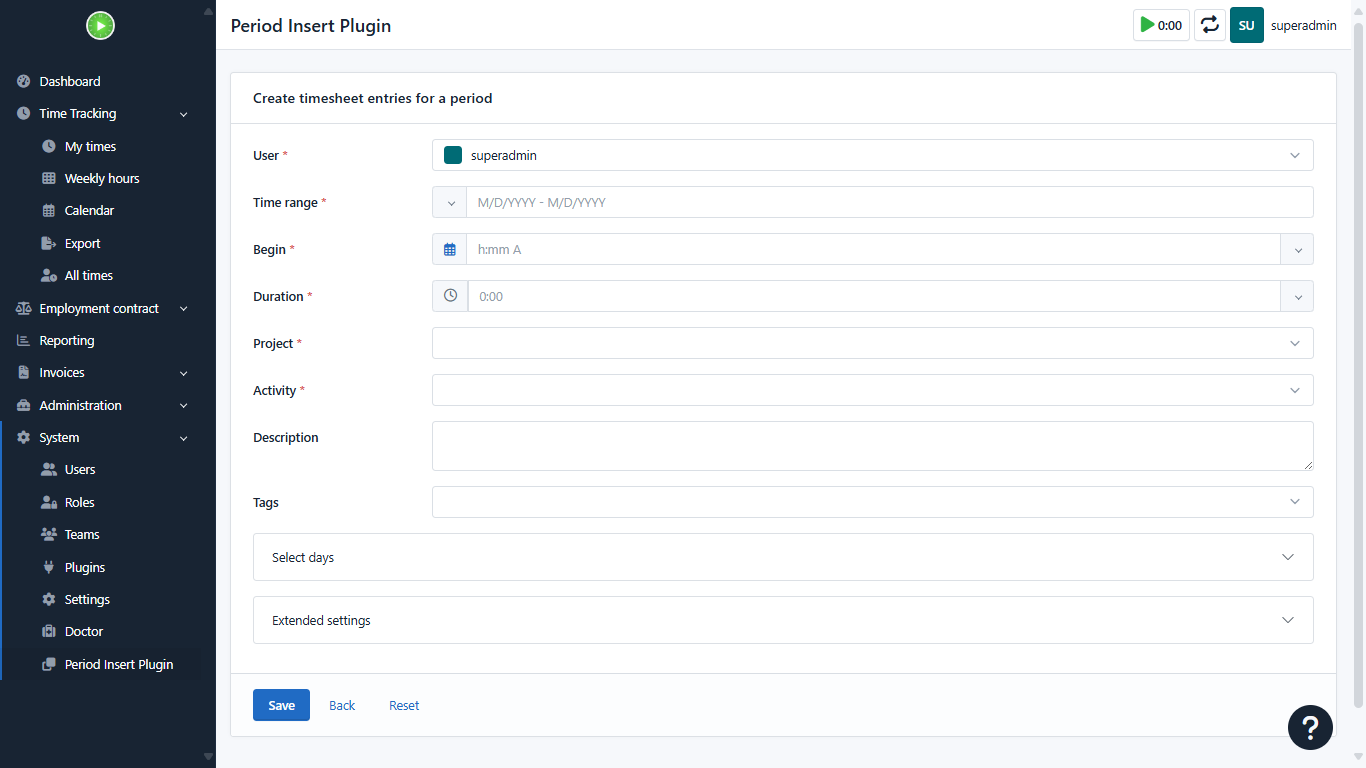 Period Insert Plugin
0:00
SU
superadmin
Dashboard
Time Tracking
My times
Weekly hours
Calendar
Export
All times
Employment contract
Reporting
Invoices
Administration
System
Users
Roles
Teams
Plugins
Settings
Doctor
Period Insert Plugin
Create timesheet entries for a period
User *
superadmin
Time range *
M/D/YYYY - M/D/YYYY
Begin *
h:mm A
Duration *
0:00
Project *
Activity *
Description
Tags
Select days
Extended settings
Save
Back
Reset
?